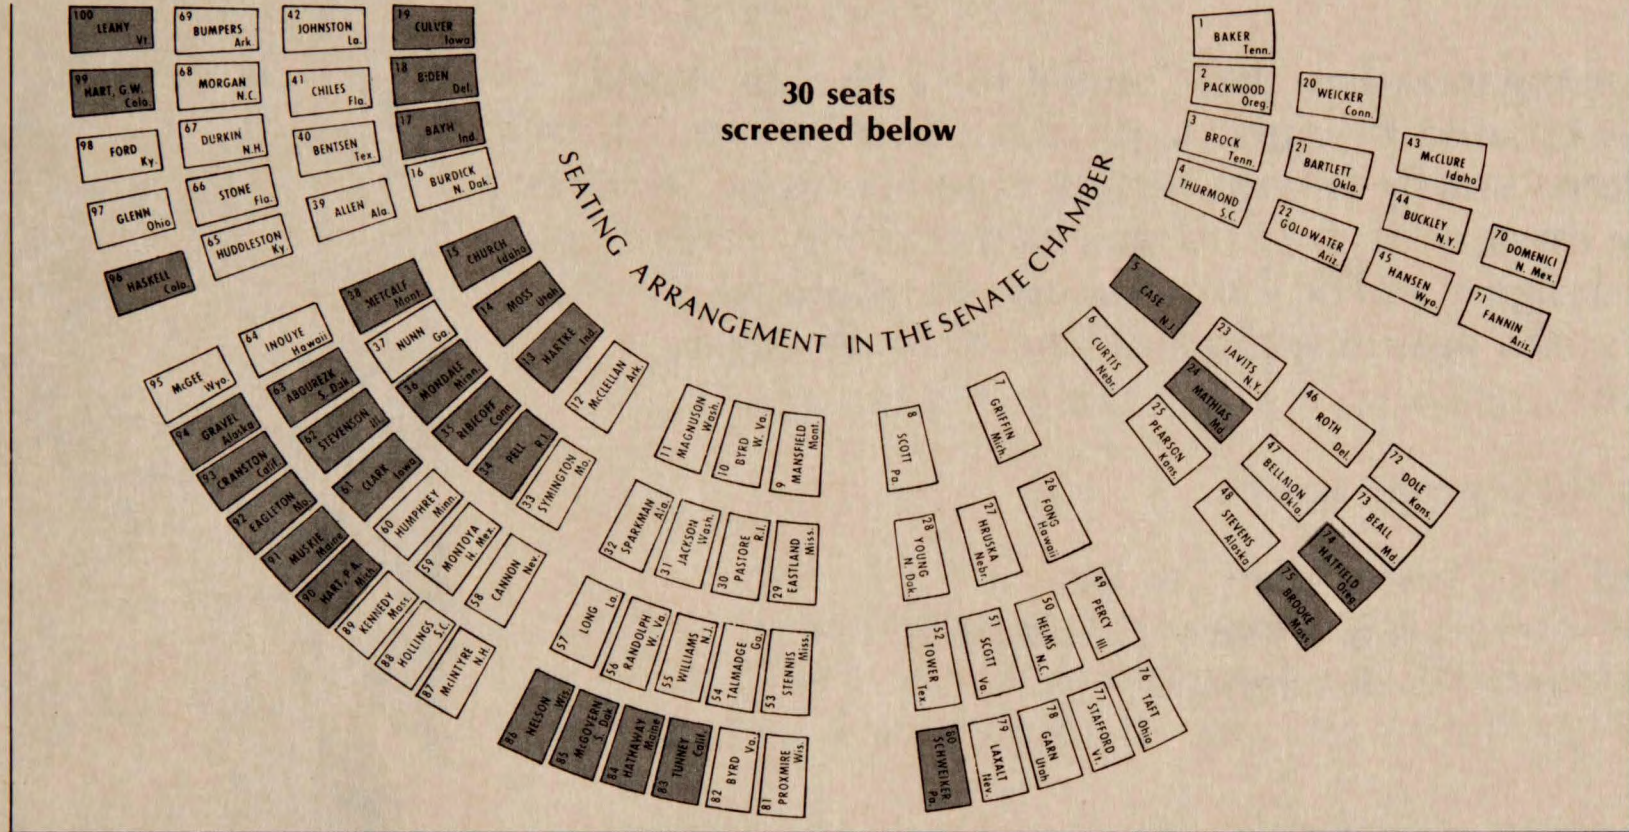 30 seats
screened below
SEATING ARRANGEMENT IN THE SENATE CHAMBER
1 BAKER Tenn.
2 PACKWOOD Oreg.
3 BROCK Tenn.
4 THURMOND S.C.
5 CASE N.J.
6 CURTIS Nebr.
7 GRIFFIN Mich.
8 SCOTT Pa.
9 MANSFIELD Mont.
10 BYRD W. Va.
11 MAGNUSON Wash.
12 McCLELLAN Ark.
13 HARTKE Ind.
14 MOSS Utah
15 CHURCH Idaho
16 BURDICK N. Dak.
17 BAYH Ind.
18 BIDEN Del.
19 CULVER Iowa
20 WEICKER Conn.
21 BARTLETT Okla.
22 GOLDWATER Ariz.
23 JAVITS N.Y.
24 MATHIAS Md.
25 PEARSON Kans.
26 FONG Hawaii
27 HRUSKA Nebr.
28 YOUNG N. Dak.
29 EASTLAND Miss.
30 PASTORE R.I.
31 JACKSON Wash.
32 SPARKMAN Ala.
33 SYMINGTON Mo.
34 PELL R.I.
35 RIBICOFF Conn.
36 MONDALE Minn.
37 NUNN Ga.
38 METCALF Mont.
39 ALLEN Ala.
40 BENTSEN Tex.
41 CHILES Fla.
42 JOHNSTON La.
43 McCLURE Idaho
44 BUCKLEY N.Y.
45 HANSEN Wyo.
46 ROTH Del.
47 BELLMON Okla.
48 STEVENS Alaska
49 PERCY Ill.
50 HELMS N.C.
51 SCOTT Va.
52 TOWER Tex.
53 STENNIS Miss.
54 TALMADGE Ga.
55 WILLIAMS N.J.
56 RANDOLPH W. Va.
57 LONG La.
58 CANNON Nev.
59 MONTOYA N. Mex.
60 HUMPHREY Minn.
61 CLARK Iowa
62 STEVENSON Ill.
63 ABOUREZK S. Dak.
64 INOUYE Hawaii
65 HUDDLESTON Ky.
66 STONE Fla.
67 DURKIN N.H.
68 MORGAN N.C.
69 BUMPERS Ark.
70 DOMENICI N. Mex.
71 FANNIN Ariz.
72 DOLE Kans.
73 BEALL Md.
74 HATFIELD Oreg.
75 BROOKE Mass.
76 TAFT Ohio
77 STAFFORD Vt.
78 GARN Utah
79 LAXALT Nev.
80 SCHWEIKER Pa.
81 PROXMIRE Wis.
82 BYRD Va.
83 TUNNEY Calif.
84 HATHAWAY Maine
85 McGOVERN S. Dak.
86 NELSON Wis.
87 McINTYRE N.H.
88 HOLLINGS S.C.
89 KENNEDY Mass.
90 HART, P.A. Mich.
91 MUSKIE Maine
92 EAGLETON Mo.
93 CRANSTON Calif.
94 GRAVEL Alaska
95 McGEE Wyo.
96 HASKELL Colo.
97 GLENN Ohio
98 FORD Ky.
99 HART, G.W. Colo.
100 LEAHY Vt.